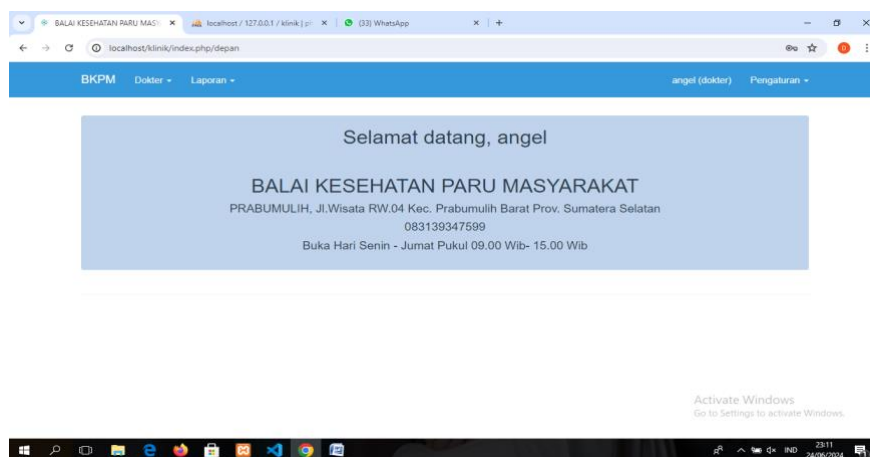 BALAI KESEHATAN PARU MAS
localhost / 127.0.0.1 / klinik | p
(33) WhatsApp
localhost/klinik/index.php/depan
BKPM Dokter Laporan angel (dokter) Pengaturan
Selamat datang, angel
BALAI KESEHATAN PARU MASYARAKAT
PRABUMULIH, Jl.Wisata RW.04 Kec. Prabumulih Barat Prov. Sumatera Selatan
083139347599
Buka Hari Senin - Jumat Pukul 09.00 Wib- 15.00 Wib
Activate Windows
Go to Settings to activate Windows.
IND
23:11
24/06/2024